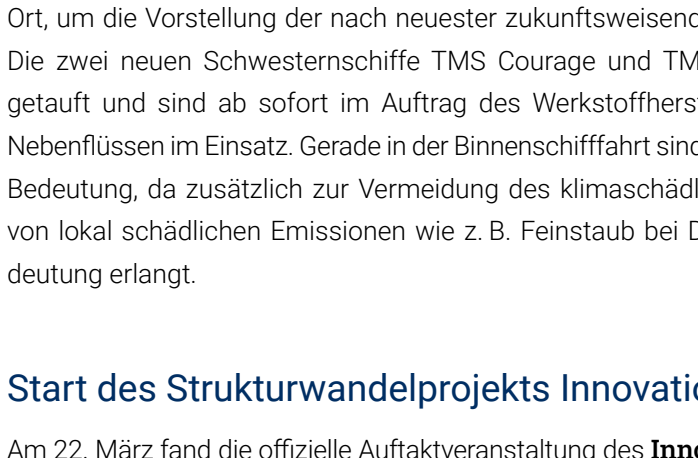 Ort, um die Vorstellung der nach neuester zukunftsweisend
Die zwei neuen Schwesternschiffe TMS Courage und TM
getauft und sind ab sofort im Auftrag des Werkstoffherst
Nebenflüssen im Einsatz. Gerade in der Binnenschifffahrt sind
Bedeutung, da zusätzlich zur Vermeidung des klimaschädl
von lokal schädlichen Emissionen wie z. B. Feinstaub bei D
deutung erlangt.
Start des Strukturwandelprojekts Innovatio
Am 22. März fand die offizielle Auftaktveranstaltung des Inno